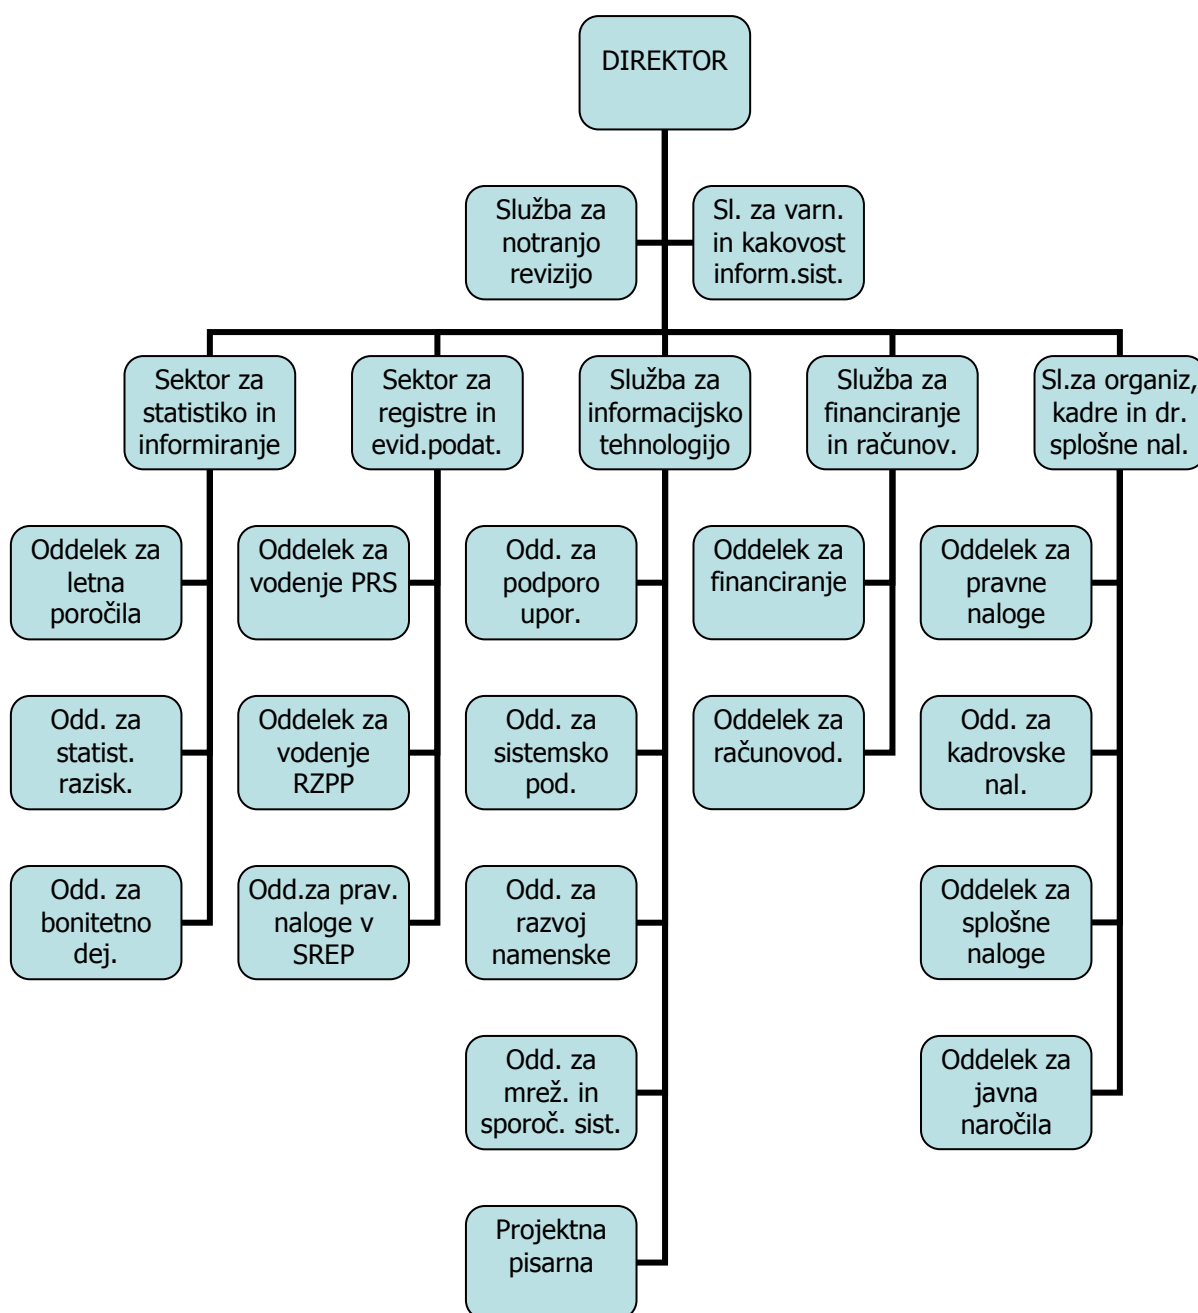 DIREKTOR
Služba za
notranjo
revizijo
Sl. za varn.
in kakovost
inform.sist.
Sektor za
statistiko in
informiranje
Sektor za
registre in
evid.podat.
Služba za
informacijsko
tehnologijo
Služba za
financiranje
in računov.
Sl.za organiz,
kadre in dr.
splošne nal.
Oddelek za
letna
poročila
Oddelek za
vodenje PRS
Odd. za
podporo
upor.
Oddelek za
financiranje
Oddelek za
pravne
naloge
Odd. za
statist.
razisk.
Oddelek za
vodenje
RZPP
Odd. za
sistemsko
pod.
Oddelek za
računovod.
Odd. za
kadrovske
nal.
Odd. za
bonitetno
dej.
Odd.za prav.
naloge v
SREP
Odd. za
razvoj
namenske
Oddelek za
splošne
naloge
Odd. za
mrež. in
sporoč. sist.
Oddelek za
javna
naročila
Projektna
pisarna